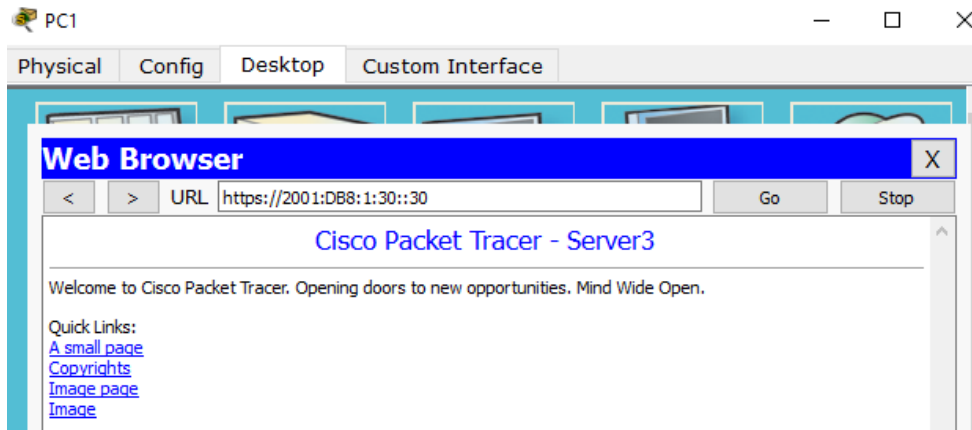 PC1
Physical Config Desktop Custom Interface
Web Browser X
< > URL https://2001:DB8:1:30::30 Go Stop
Cisco Packet Tracer - Server3
Welcome to Cisco Packet Tracer. Opening doors to new opportunities. Mind Wide Open.
Quick Links:
A small page
Copyrights
Image page
Image